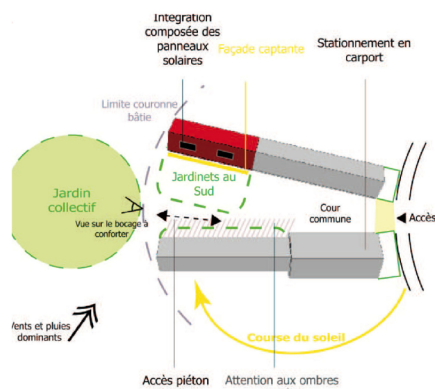 Intégration
composée des
panneaux
solaires
Façade captante
Stationnement en
carport
Limite couronne
bâtie
Jardin
collectif
Jardinets au
Sud
Vue sur le bocage à
conforter
Cour
commune
Accès
Vents et pluies
dominants
Course du soleil
Accès piéton
Attention aux ombres